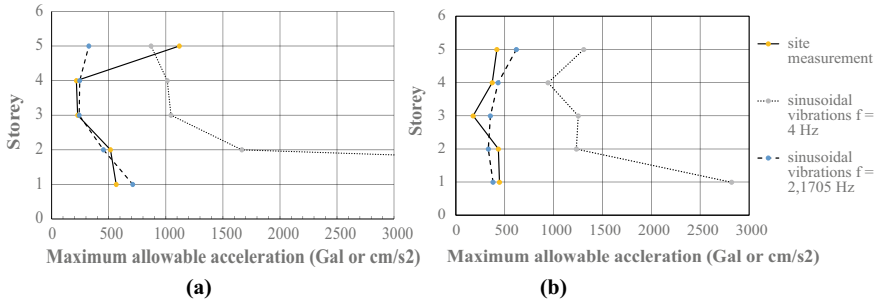 6
5
4
3
2
1
0
Storey
0 500 1000 1500 2000 2500 3000
Maximum allowable acceleration (Gal or cm/s2)
(a)
6
5
4
3
2
1
0
Storey
0 500 1000 1500 2000 2500 3000
Maximum allowable acceleration (Gal or cm/s2)
(b)
site
measurement
sinusoidal
vibrations f =
4 Hz
sinusoidal
vibrations f =
2,1705 Hz